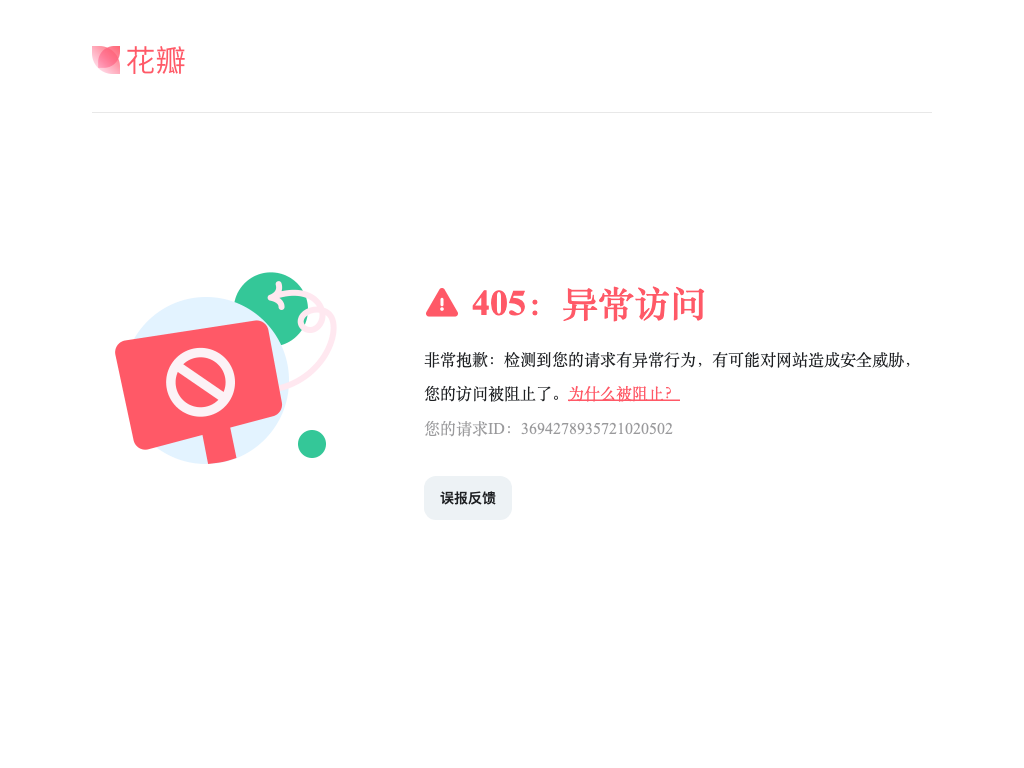 花瓣
405：异常访问
非常抱歉：检测到您的请求有异常行为，有可能对网站造成安全威胁，
您的访问被阻止了。为什么被阻止？
您的请求ID：3694278935721020502
误报反馈